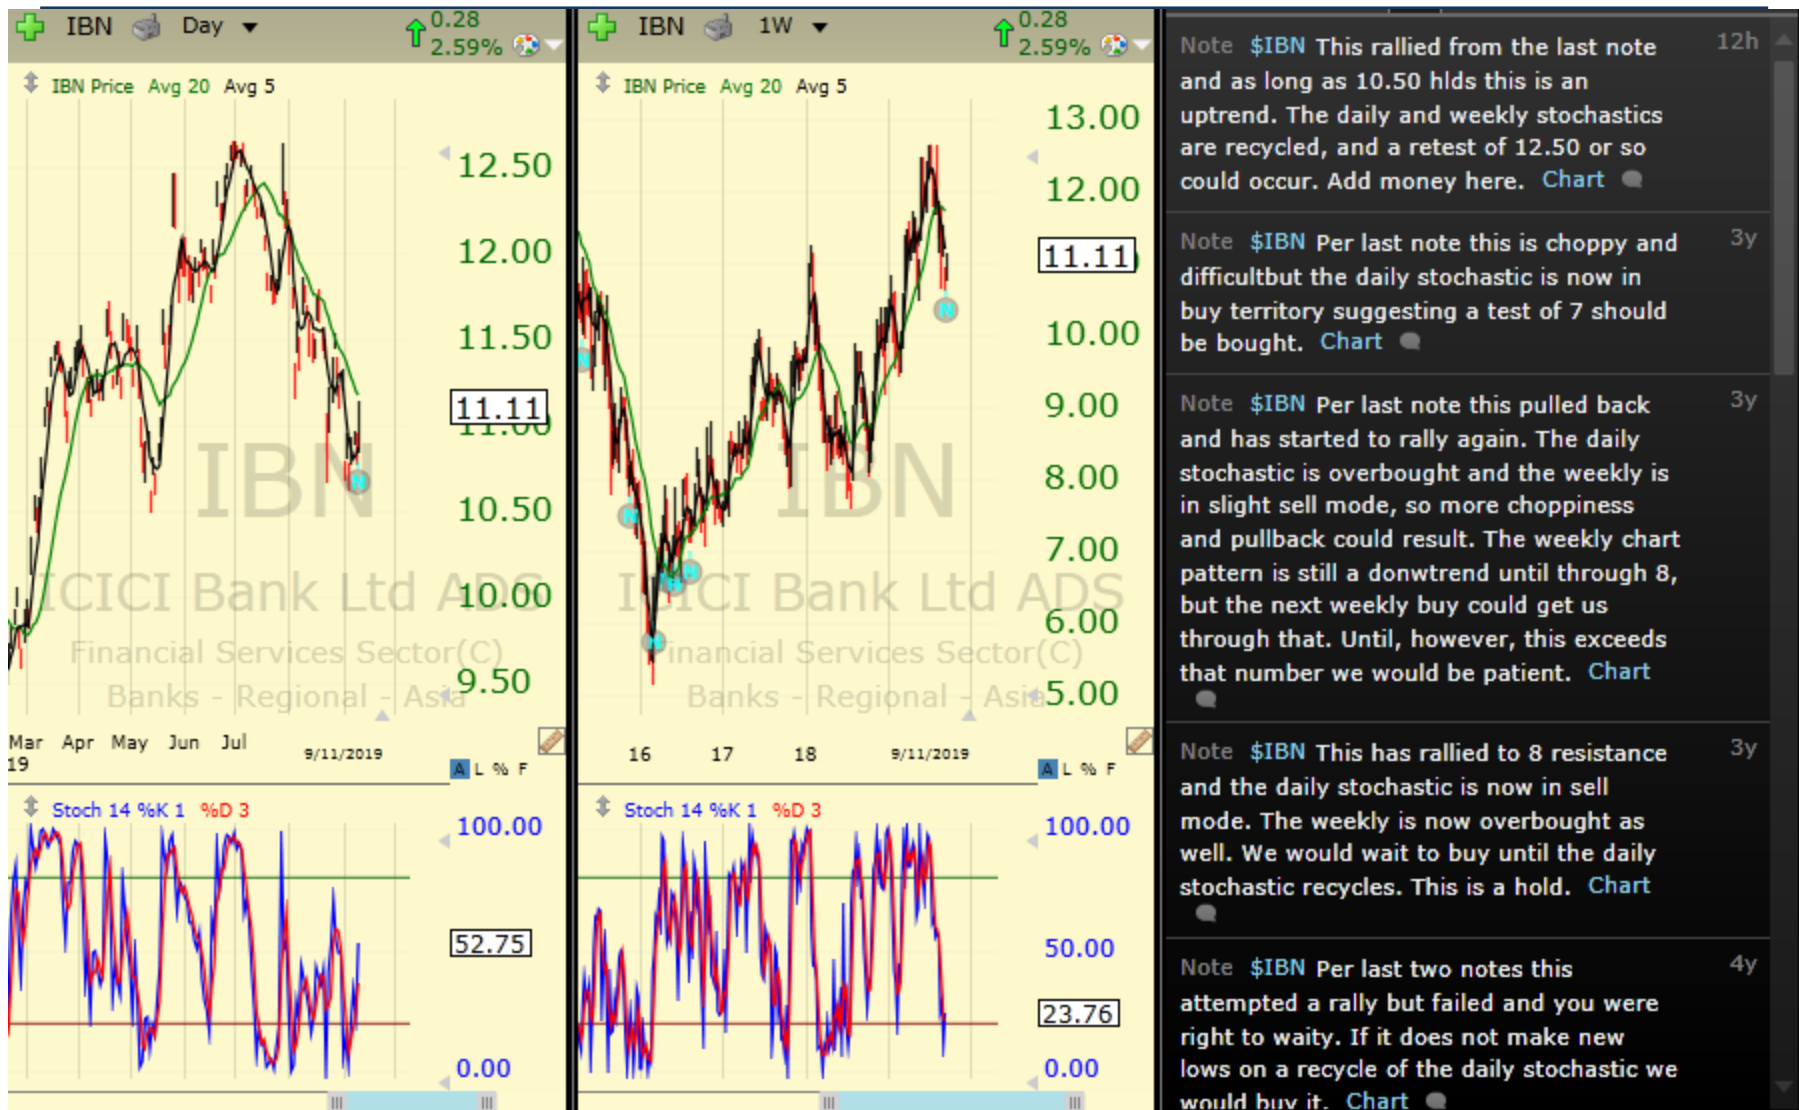 IBN Day
0.28
2.59%
IBN Price Avg 20 Avg 5
12.50
12.00
11.50
11.11
11.00
10.50
10.00
9.50
IBN
ICICI Bank Ltd ADS
Financial Services Sector(C)
Banks - Regional - Asia
Mar Apr May Jun Jul
19
9/11/2019
A L % F
Stoch 14 %K 1 %D 3
100.00
52.75
0.00
IBN 1W
0.28
2.59%
IBN Price Avg 20 Avg 5
13.00
12.00
11.11
10.00
9.00
8.00
7.00
6.00
5.00
IBN
ICICI Bank Ltd ADS
Financial Services Sector(C)
Banks - Regional - Asia
N
N
N
N
N
N
N
16 17 18 9/11/2019
A L % F
Stoch 14 %K 1 %D 3
100.00
50.00
23.76
0.00
Note $IBN This rallied from the last note 12h
and as long as 10.50 hlds this is an
uptrend. The daily and weekly stochastics
are recycled, and a retest of 12.50 or so
could occur. Add money here. Chart
Note $IBN Per last note this is choppy and 3y
difficultbut the daily stochastic is now in
buy territory suggesting a test of 7 should
be bought. Chart
Note $IBN Per last note this pulled back 3y
and has started to rally again. The daily
stochastic is overbought and the weekly is
in slight sell mode, so more choppiness
and pullback could result. The weekly chart
pattern is still a donwtrend until through 8,
but the next weekly buy could get us
through that. Until, however, this exceeds
that number we would be patient. Chart
Note $IBN This has rallied to 8 resistance 3y
and the daily stochastic is now in sell
mode. The weekly is now overbought as
well. We would wait to buy until the daily
stochastic recycles. This is a hold. Chart
Note $IBN Per last two notes this 4y
attempted a rally but failed and you were
right to waity. If it does not make new
lows on a recycle of the daily stochastic we
would buy it. Chart